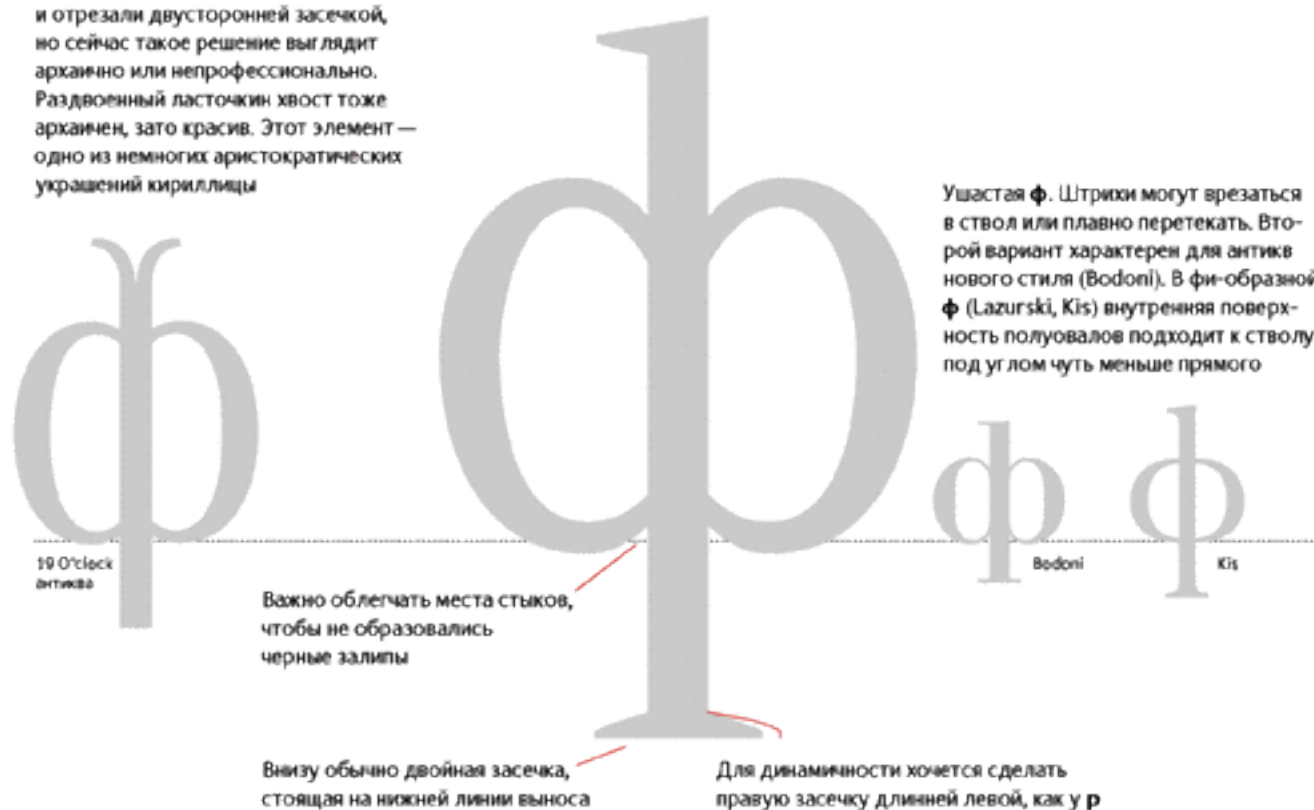 и отрезали двусторонней засечкой,
но сейчас такое решение выглядит
архаично или непрофессионально.
Раздвоенный ласточкин хвост тоже
архаичен, зато красив. Этот элемент —
одно из немногих аристократических
украшений кириллицы
Ушастая ф. Штрихи могут врезаться
в ствол или плавно перетекать. Вто-
рой вариант характерен для антикв
нового стиля (Bodoni). В фи-образной
ф (Lazurski, Kis) внутренняя поверх-
ность полуовалов подходит к стволу
под углом чуть меньше прямого
ф
ф
ф
ф
19 O'clock
антиква
Bodoni
Kis
Важно облегчать места стыков,
чтобы не образовались
черные залипы
Внизу обычно двойная засечка,
стоящая на нижней линии выноса
Для динамичности хочется сделать
правую засечку длинней левой, как у р